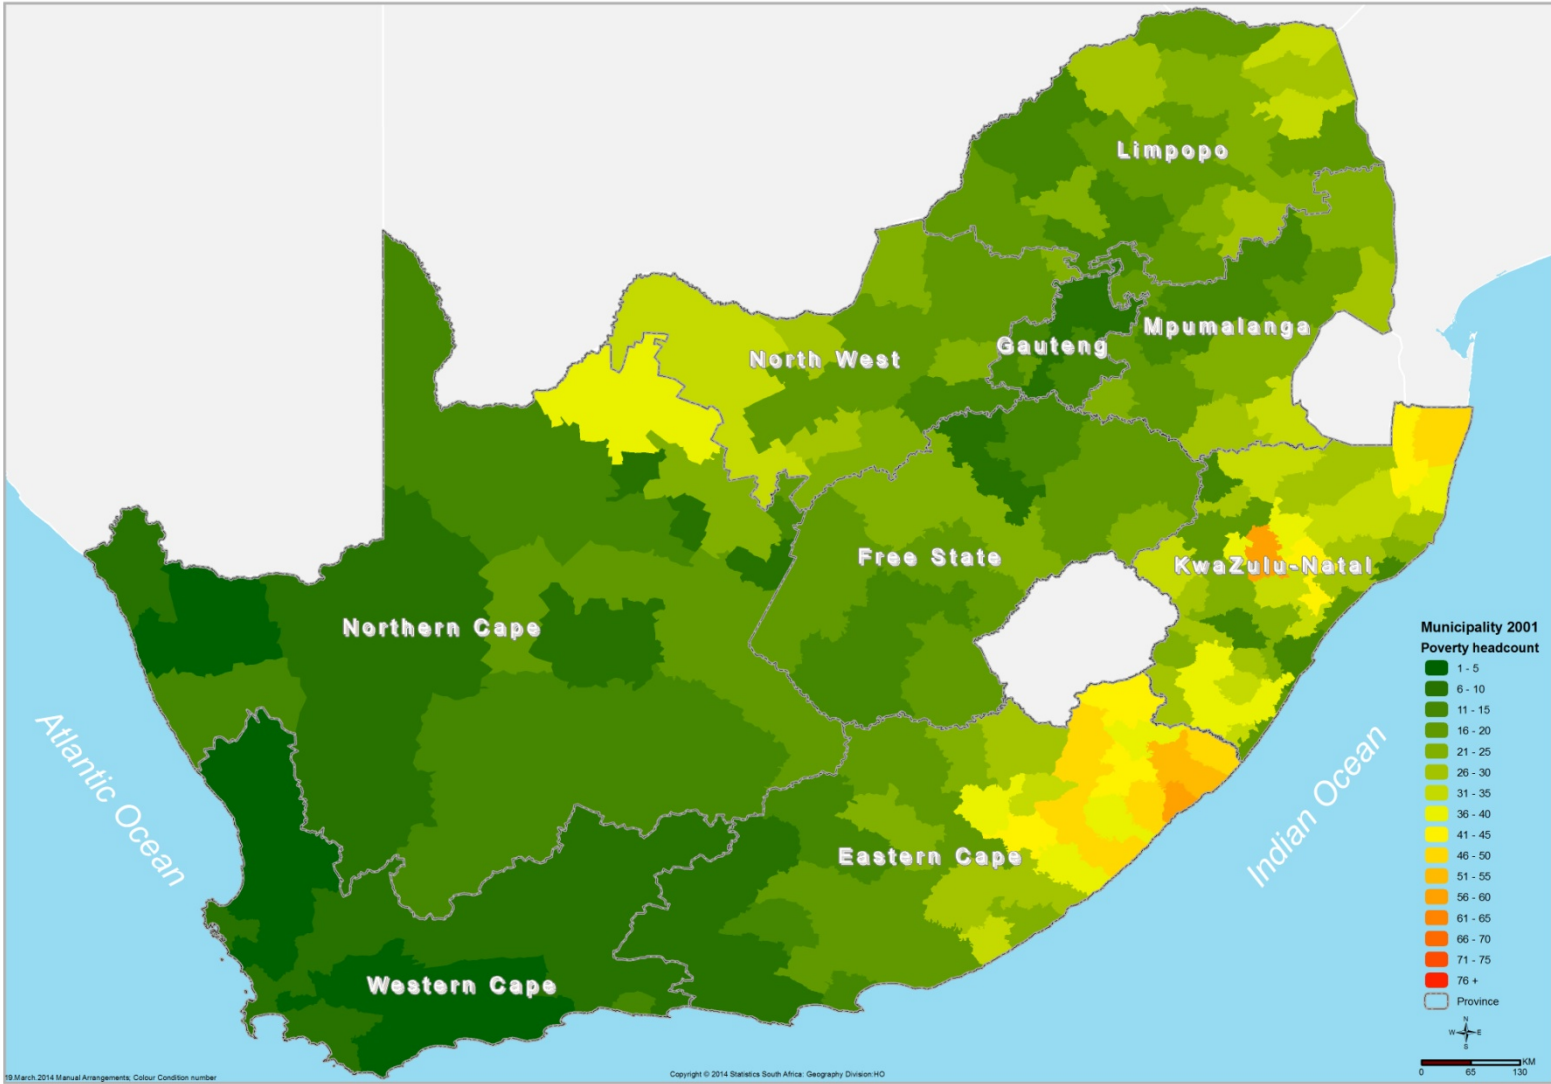 Limpopo
Mpumalanga
Gauteng
North West
Free State
KwaZulu-Natal
Northern Cape
Eastern Cape
Western Cape
Atlantic Ocean
Indian Ocean
Municipality 2001
Poverty headcount
1 - 5
6 - 10
11 - 15
16 - 20
21 - 25
26 - 30
31 - 35
36 - 40
41 - 45
46 - 50
51 - 55
56 - 60
61 - 65
66 - 70
71 - 75
76 +
Province
N
W E
S
KM
0 65 130
19.March.2014 Manual Arrangements; Colour Condition number
Copyright © 2014 Statistics South Africa: Geography Division:HO